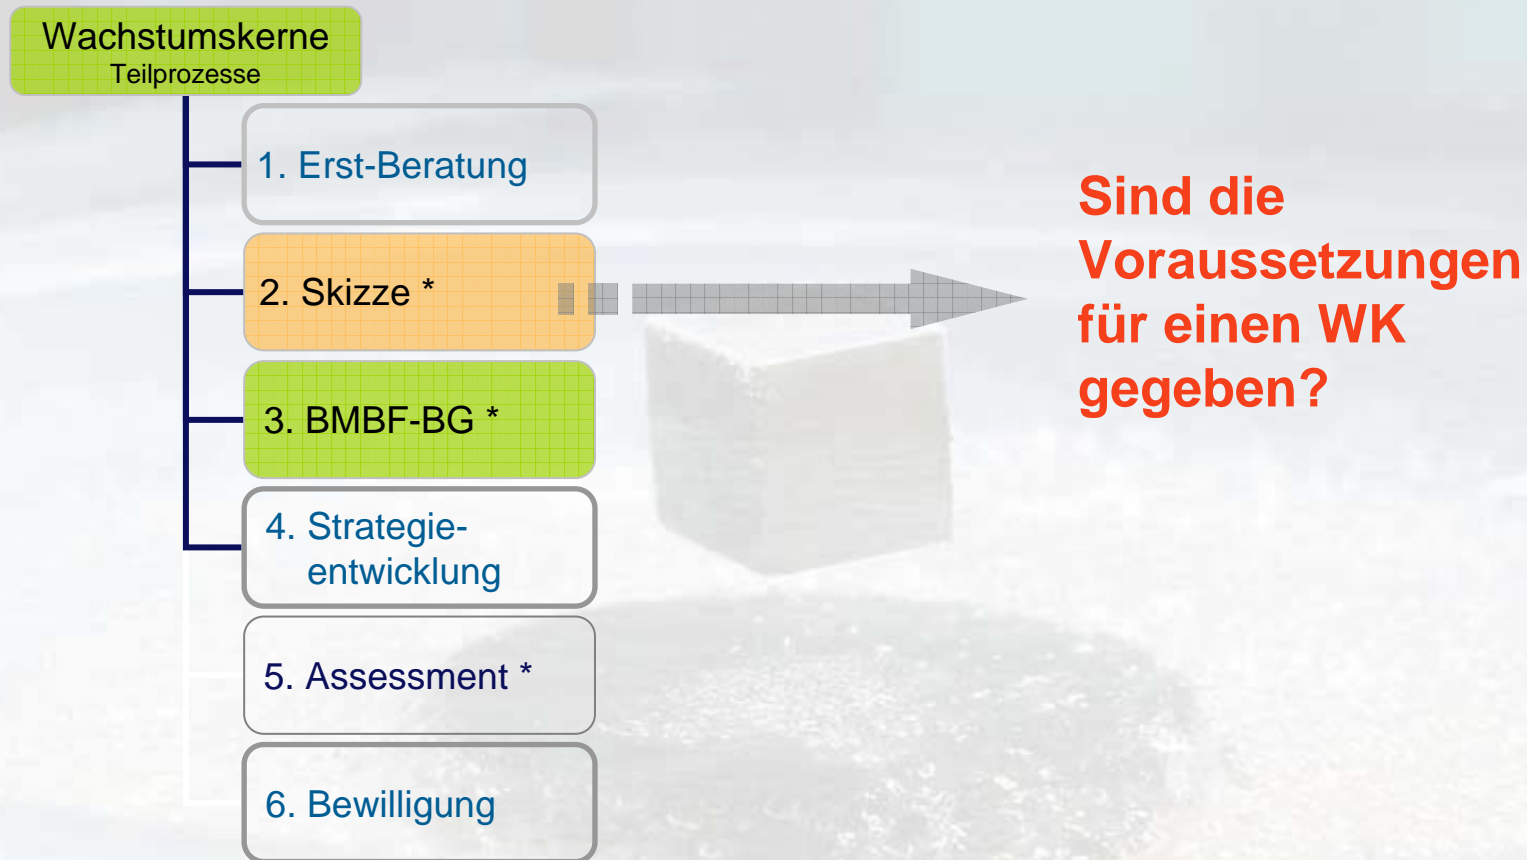 Wachstumskerne
Teilprozesse
1. Erst-Beratung
2. Skizze *
3. BMBF-BG *
4. Strategie-
entwicklung
5. Assessment *
6. Bewilligung
Sind die
Voraussetzungen
für einen WK
gegeben?